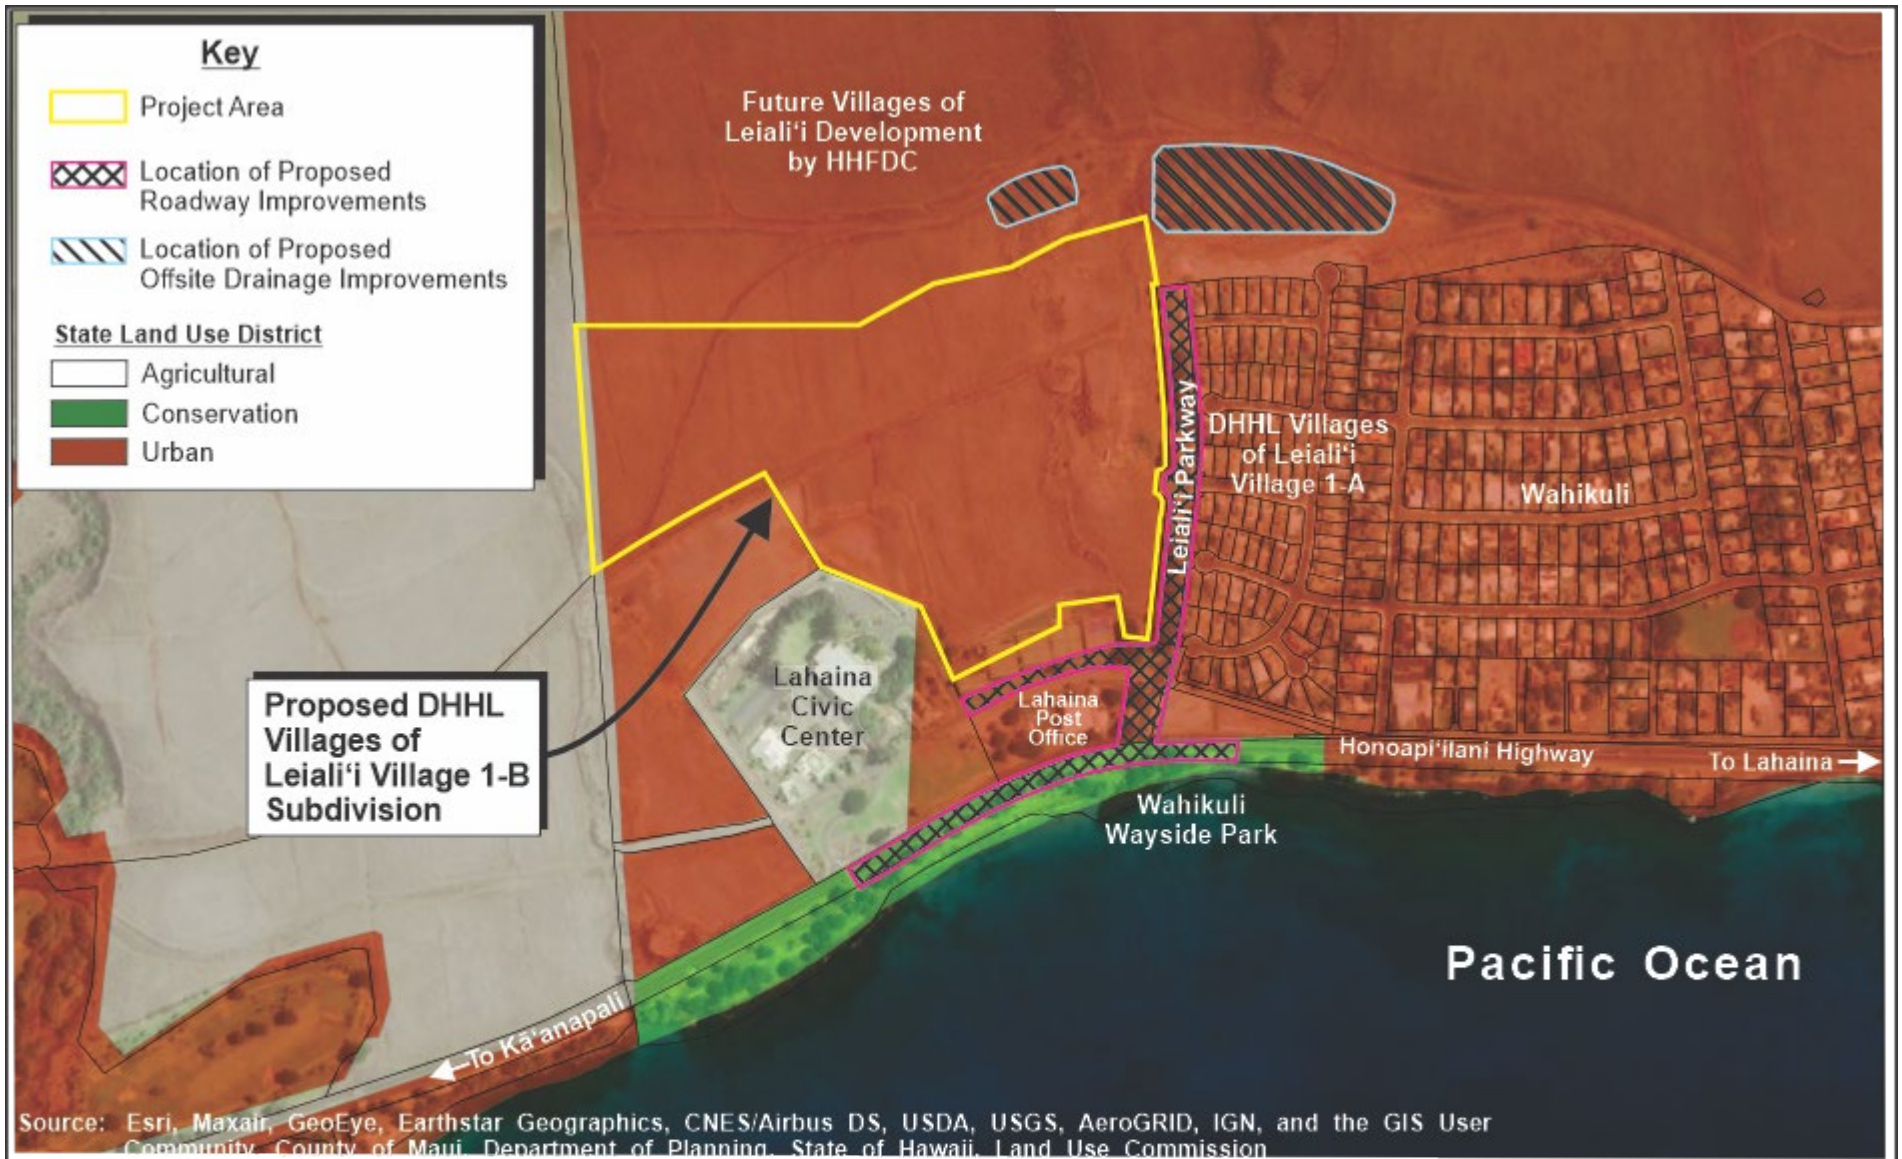 Key
Project Area
Location of Proposed
Roadway Improvements
Location of Proposed
Offsite Drainage Improvements
State Land Use District
Agricultural
Conservation
Urban
Future Villages of
Leiali‘i Development
by HHFDC
Leiali‘i Parkway
DHHL Villages
of Leiali‘i
Village 1-A
Wahikuli
Proposed DHHL
Villages of
Leiali‘i Village 1-B
Subdivision
Lahaina
Civic
Center
Lahaina
Post
Office
Honoapi‘ilani Highway
To Lahaina
Wahikuli
Wayside Park
Pacific Ocean
To Kā‘anapali
Source: Esri, Maxair, GeoEye, Earthstar Geographics, CNES/Airbus DS, USDA, USGS, AeroGRID, IGN, and the GIS User
Community, County of Maui, Department of Planning, State of Hawaii, Land Use Commission